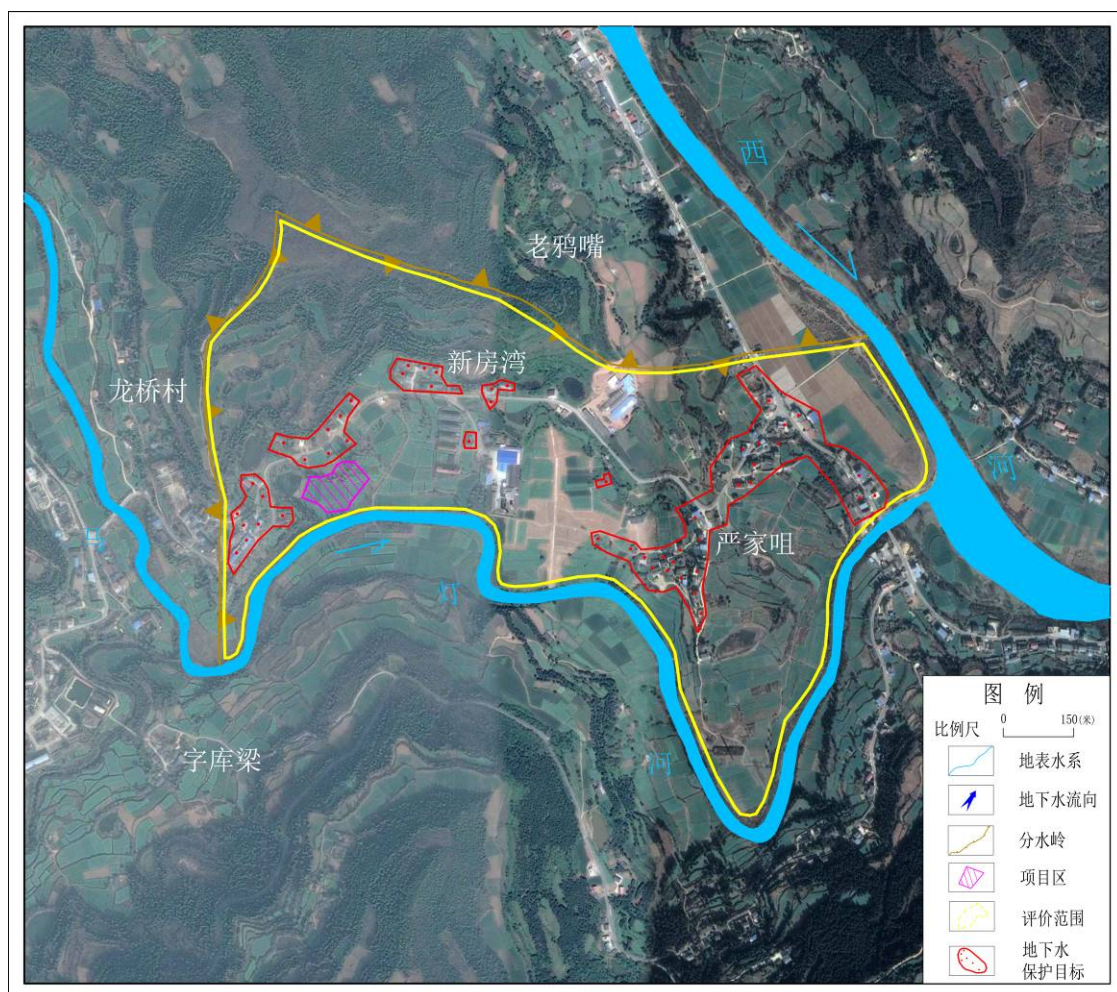 西
河
老鸦嘴
新房湾
龙桥村
严家咀
马
灯
河
字库梁
图 例
比例尺 0 150(米)
地表水系
地下水流向
分水岭
项目区
评价范围
地下水
保护目标